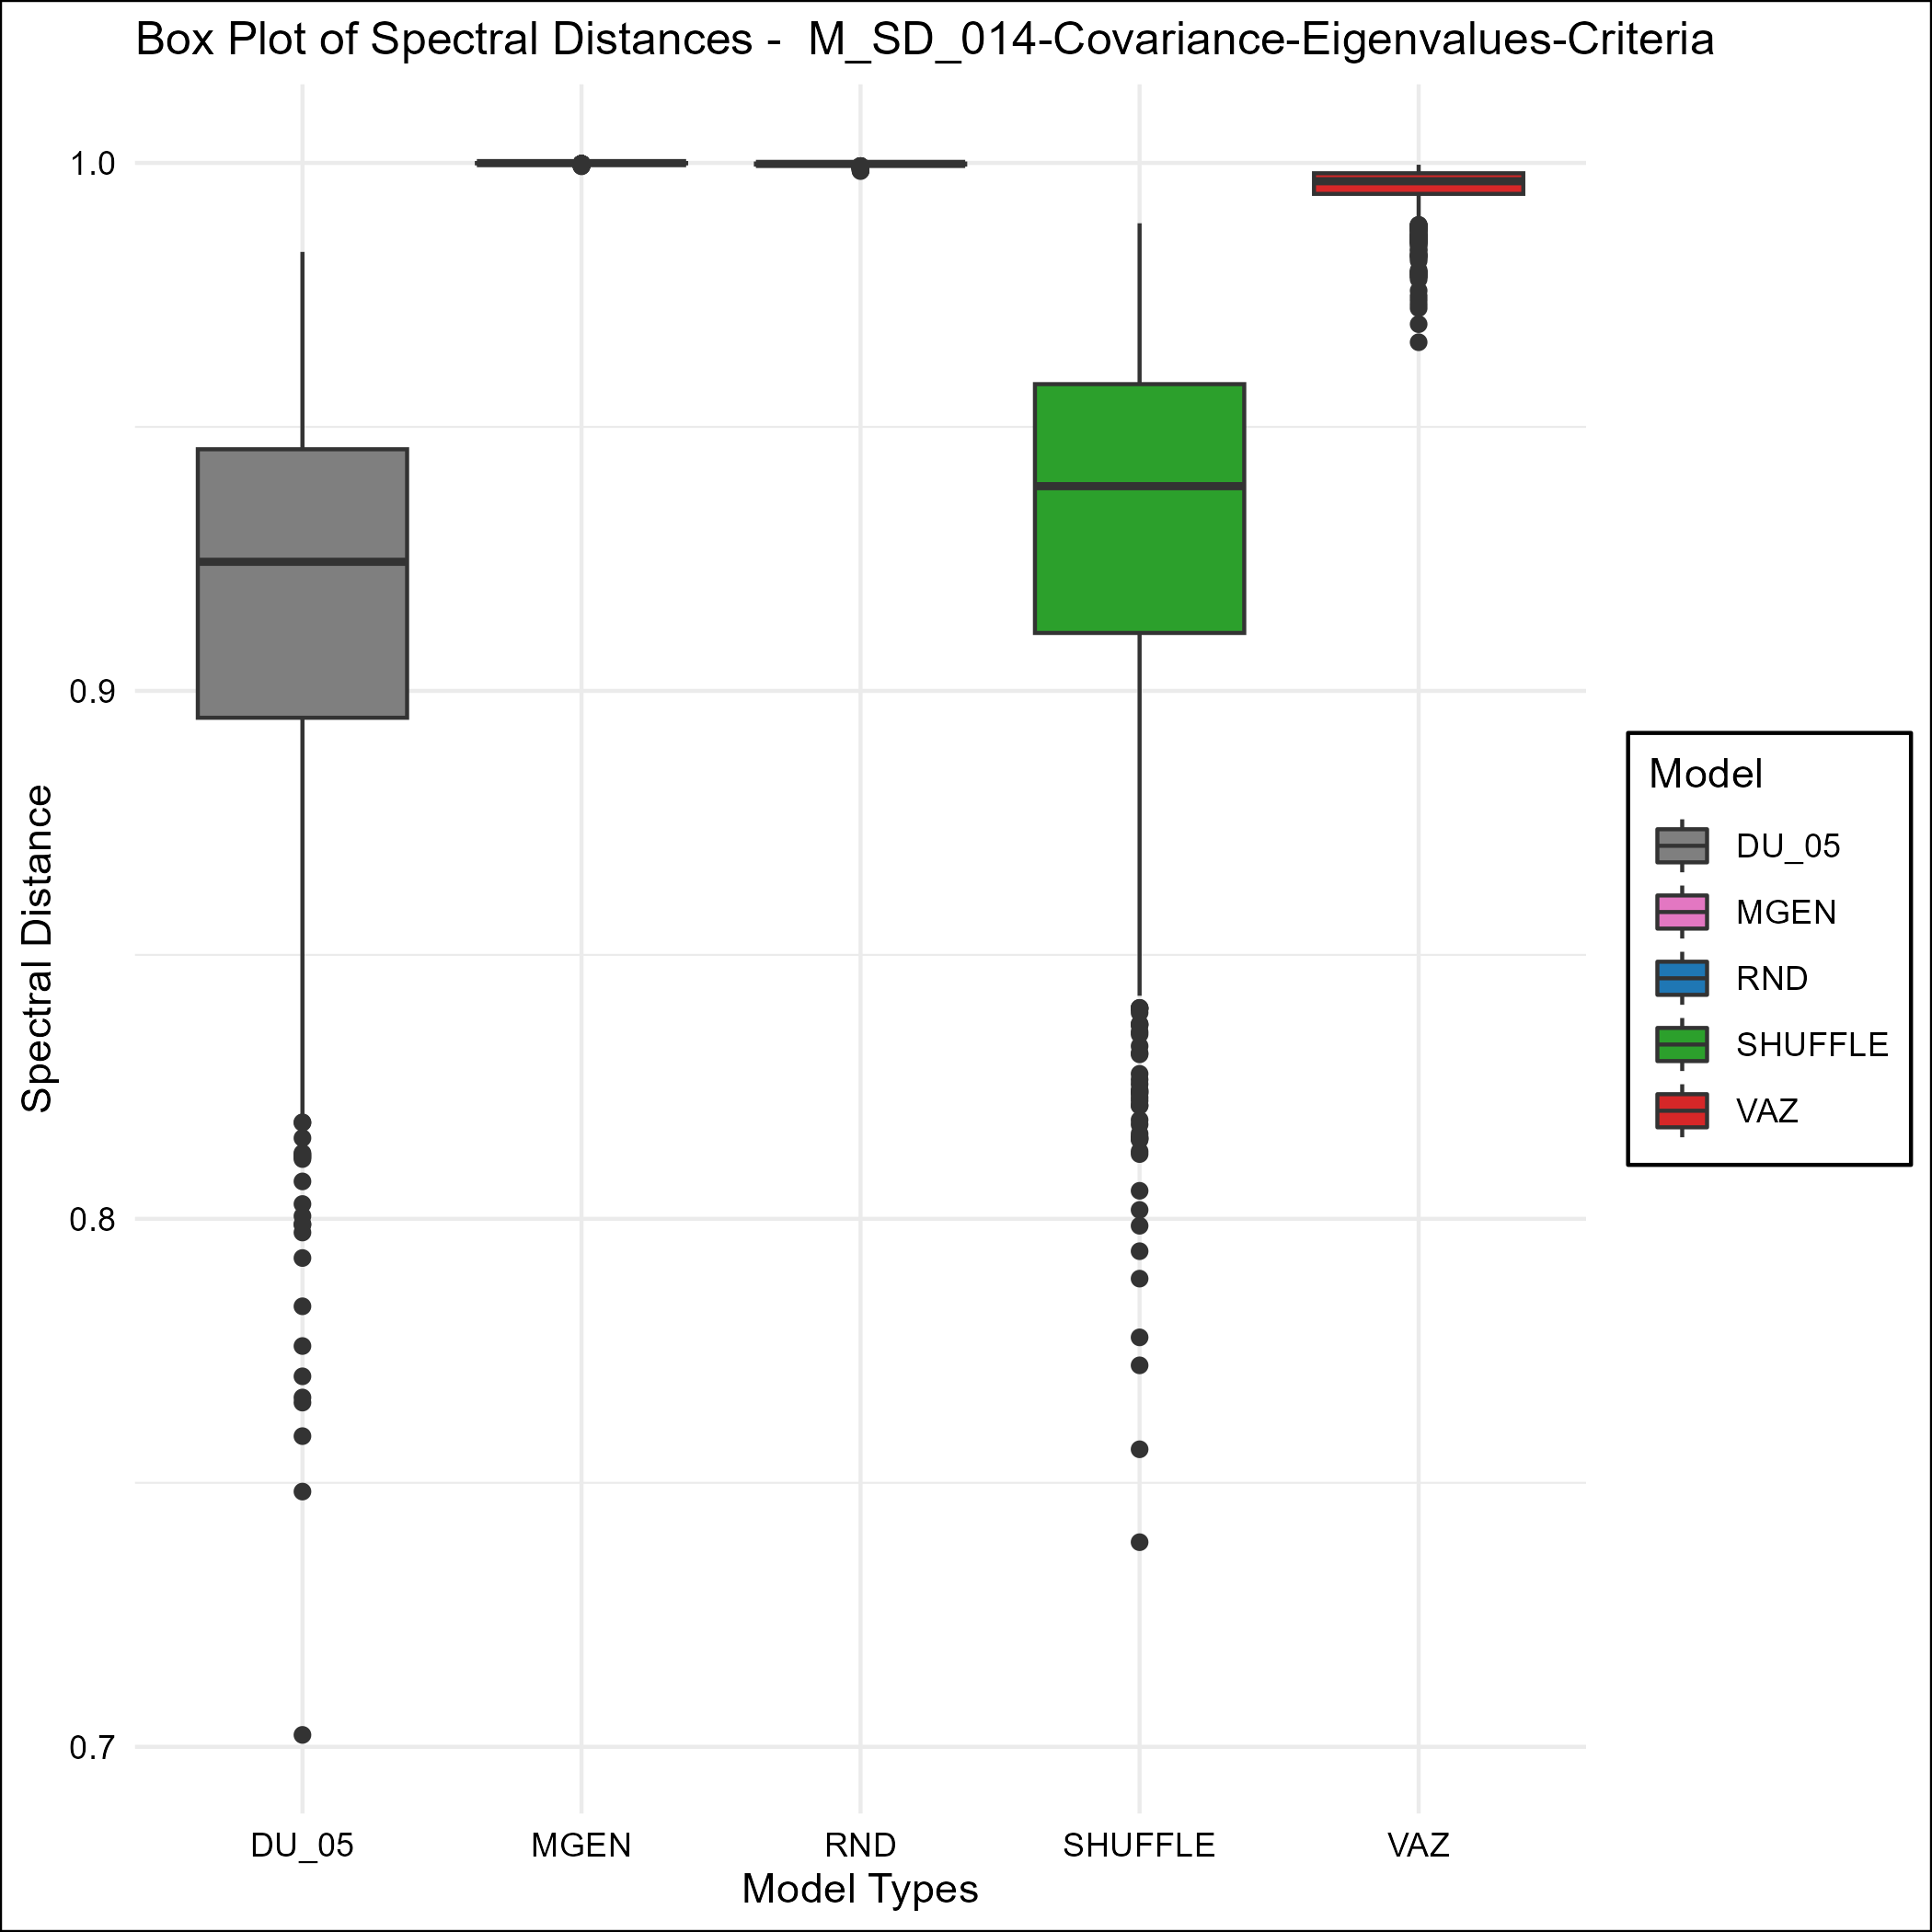 Box Plot of Spectral Distances -  M_SD_014-Covariance-Eigenvalues-Criteria
Spectral Distance
1.0
0.9
0.8
0.7
DU_05
MGEN
RND
SHUFFLE
VAZ
Model Types
Model
DU_05
MGEN
RND
SHUFFLE
VAZ